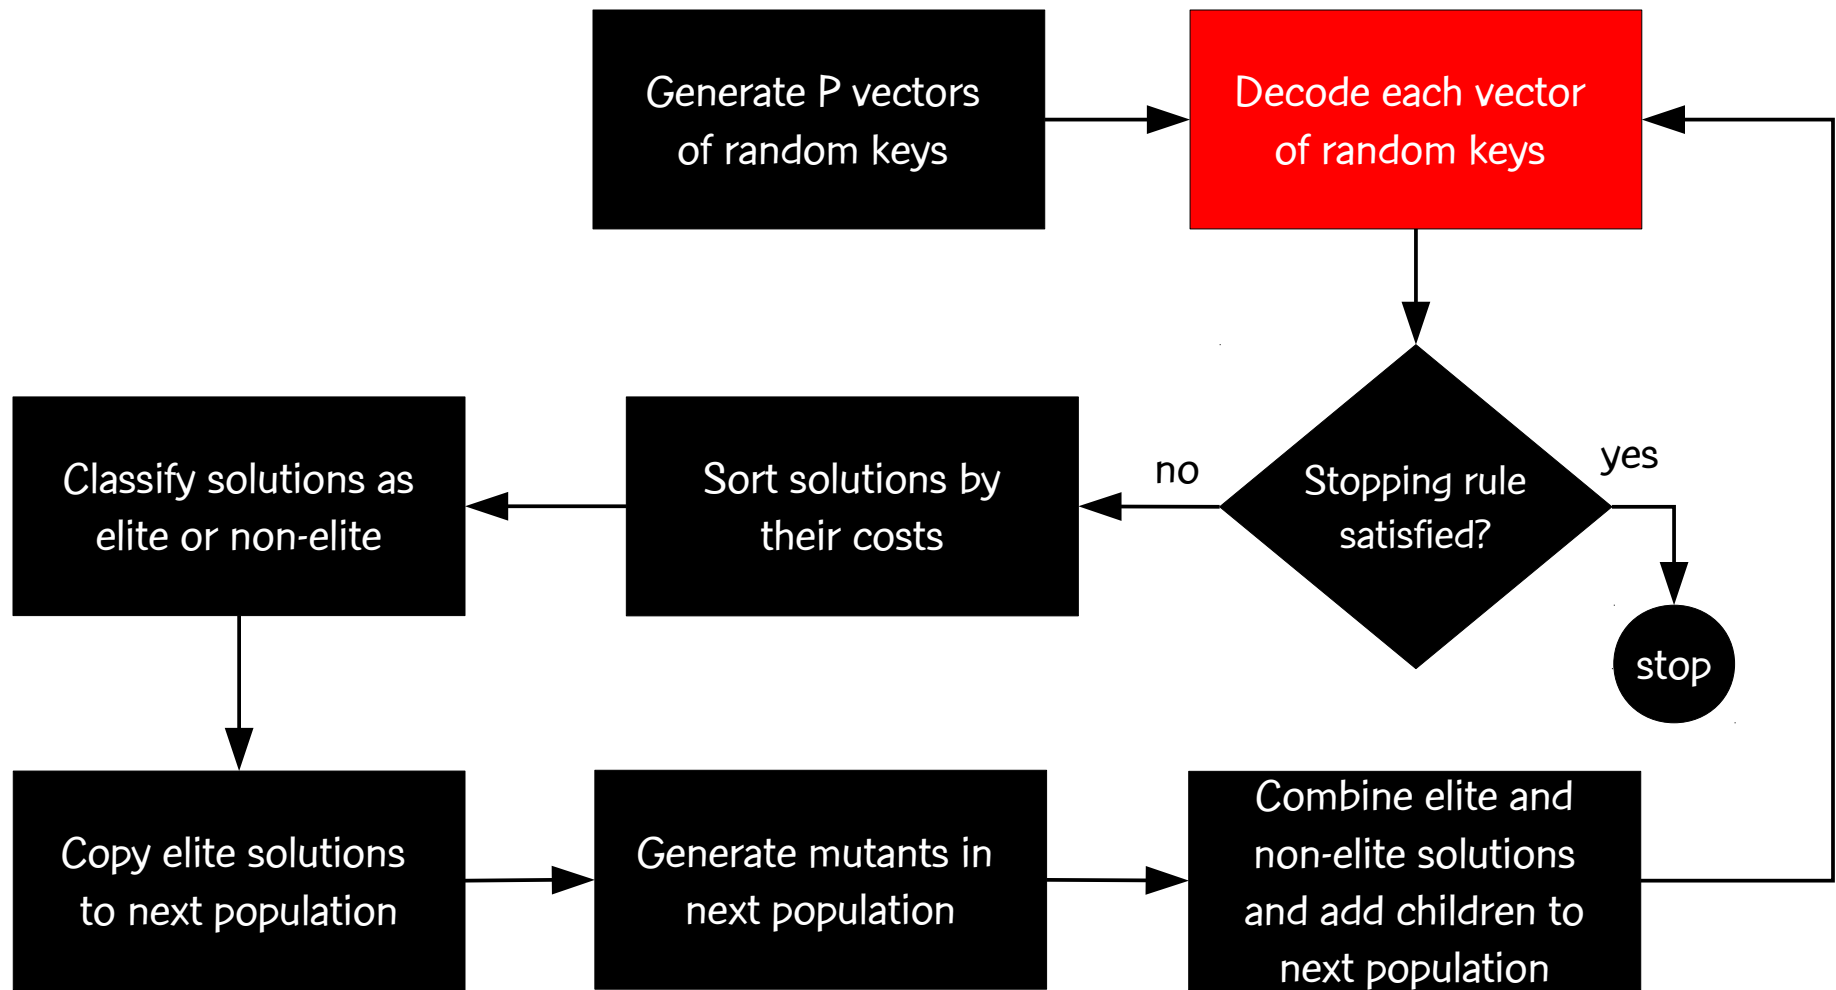 Generate P vectors
of random keys
Decode each vector
of random keys
Classify solutions as
elite or non-elite
Sort solutions by
their costs
no
Stopping rule
satisfied?
yes
stop
Copy elite solutions
to next population
Generate mutants in
next population
Combine elite and
non-elite solutions
and add children to
next population